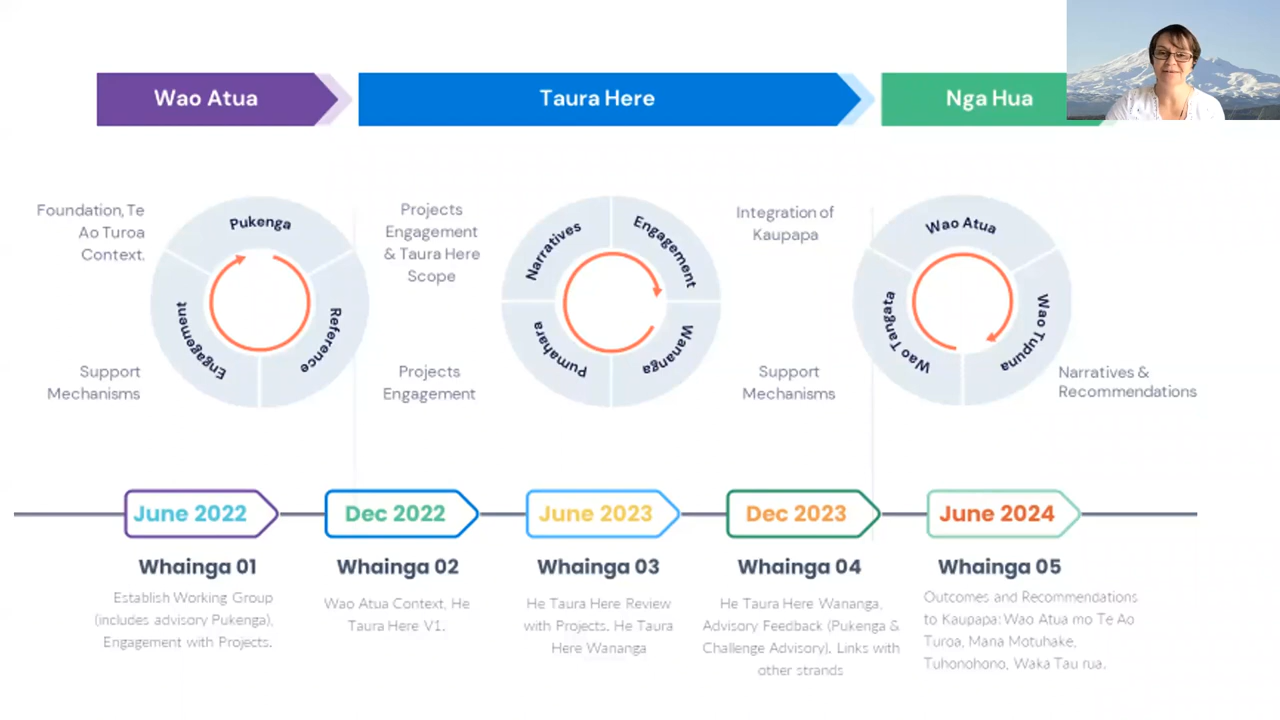 Wao Atua
Taura Here
Nga Hua
Foundation, Te
Ao Turoa
Context.
Support
Mechanisms
Pukenga
Reference
Engagement
Projects
Engagement
& Taura Here
Scope
Projects
Engagement
Narratives
Engagement
Wananga
Pumahara
Integration of
Kaupapa
Support
Mechanisms
Wao Atua
Wao Tupuna
Wao Tangata
Narratives &
Recommendations
June 2022
Dec 2022
June 2023
Dec 2023
June 2024
Whainga 01
Establish Working Group
(includes advisory Pukenga),
Engagement with Projects.
Whainga 02
Wao Atua Context, He
Taura Here V1.
Whainga 03
He Taura Here Review
with Projects. He Taura
Here Wananga
Whainga 04
He Taura Here Wananga,
Advisory Feedback (Pukenga &
Challenge Advisory). Links with
other strands
Whainga 05
Outcomes and Recommendations
to Kaupapa: Wao Atua mo Te Ao
Turoa, Mana Motuhake,
Tuhonohono, Waka Tau rua.